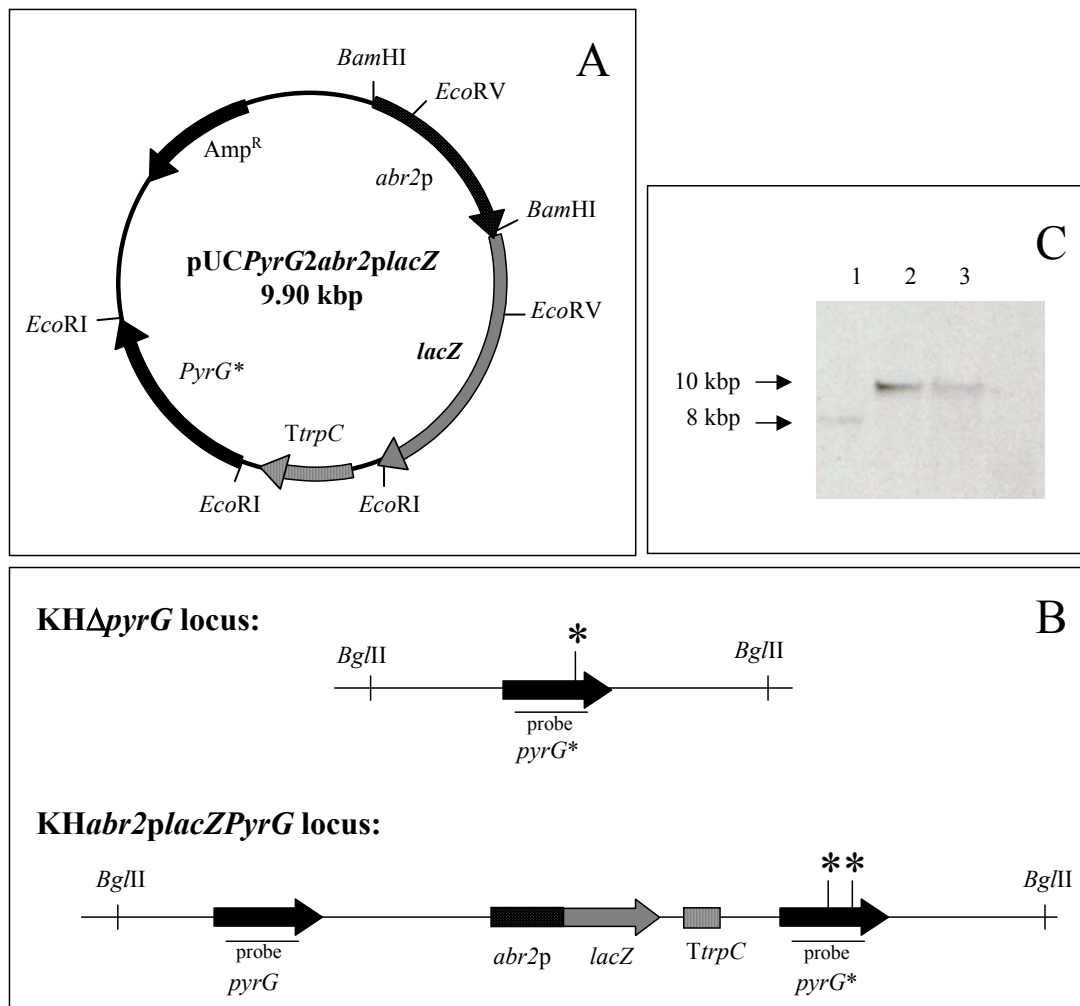 A
BamHI
EcoRV
AmpR
abr2p
BamHI
pUCPyrG2abr2placZ
9.90 kbp
EcoRI
EcoRV
lacZ
PyrG*
TtrpC
EcoRI
EcoRI
C
1 2 3
10 kbp
8 kbp
B
KHΔpyrG locus:
*
BglII
BglII
probe
pyrG*
KHabr2placZPyrG locus:
* *
BglII
BglII
probe
pyrG
abr2p
lacZ
TtrpC
probe
pyrG*